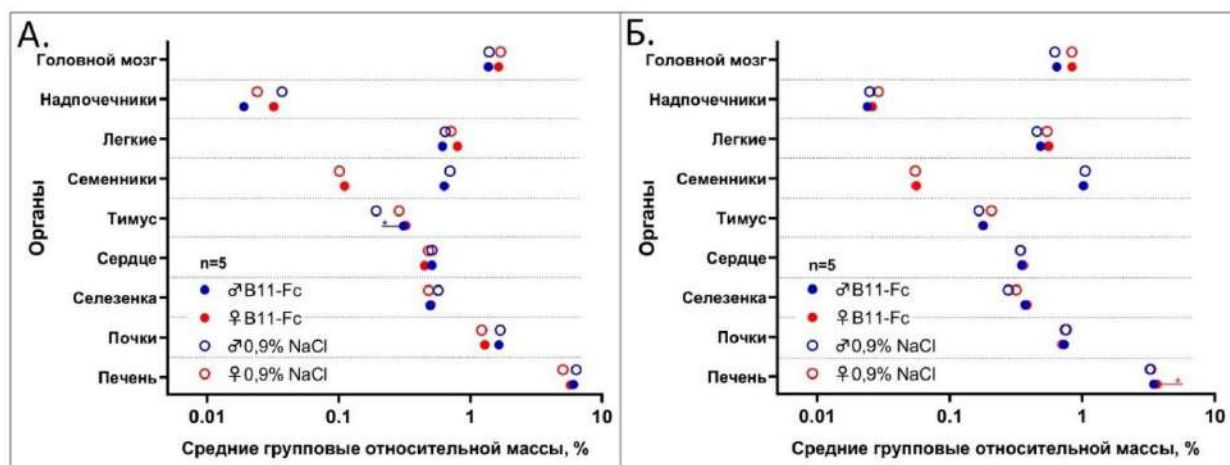 А.
Органы
Головной мозг
Надпочечники
Легкие
Семенники
Тимус
*
Сердце
Селезенка
Почки
Печень
n=5
♂B11-Fc
♀B11-Fc
♂0,9% NaCl
♀0,9% NaCl
0.01 0.1 1 10
Средние групповые относительной массы, %
Б.
Органы
Головной мозг
Надпочечники
Легкие
Семенники
Тимус
Сердце
Селезенка
Почки
Печень
*
n=5
♂B11-Fc
♀B11-Fc
♂0,9% NaCl
♀0,9% NaCl
0.01 0.1 1 10
Средние групповые относительной массы, %